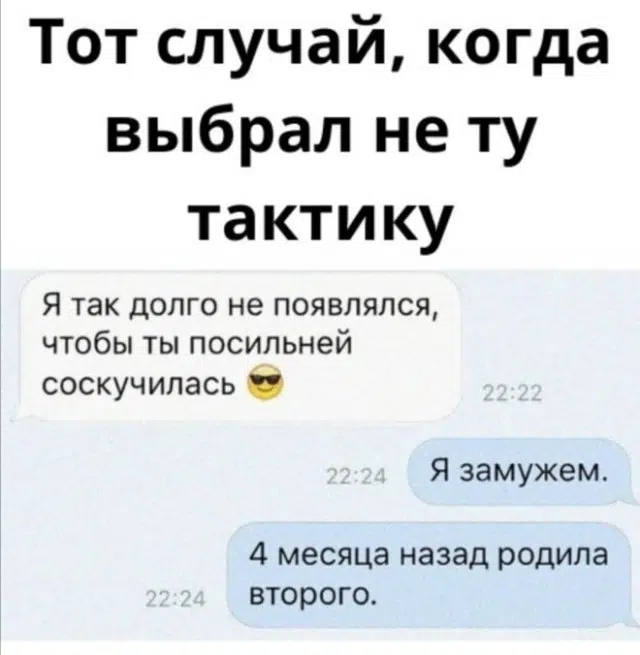 Тот случай, когда
выбрал не ту
тактику
Я так долго не появлялся,
чтобы ты посильней
соскучилась 😎
22:22
22:24
Я замужем.
4 месяца назад родила
второго.
22:24